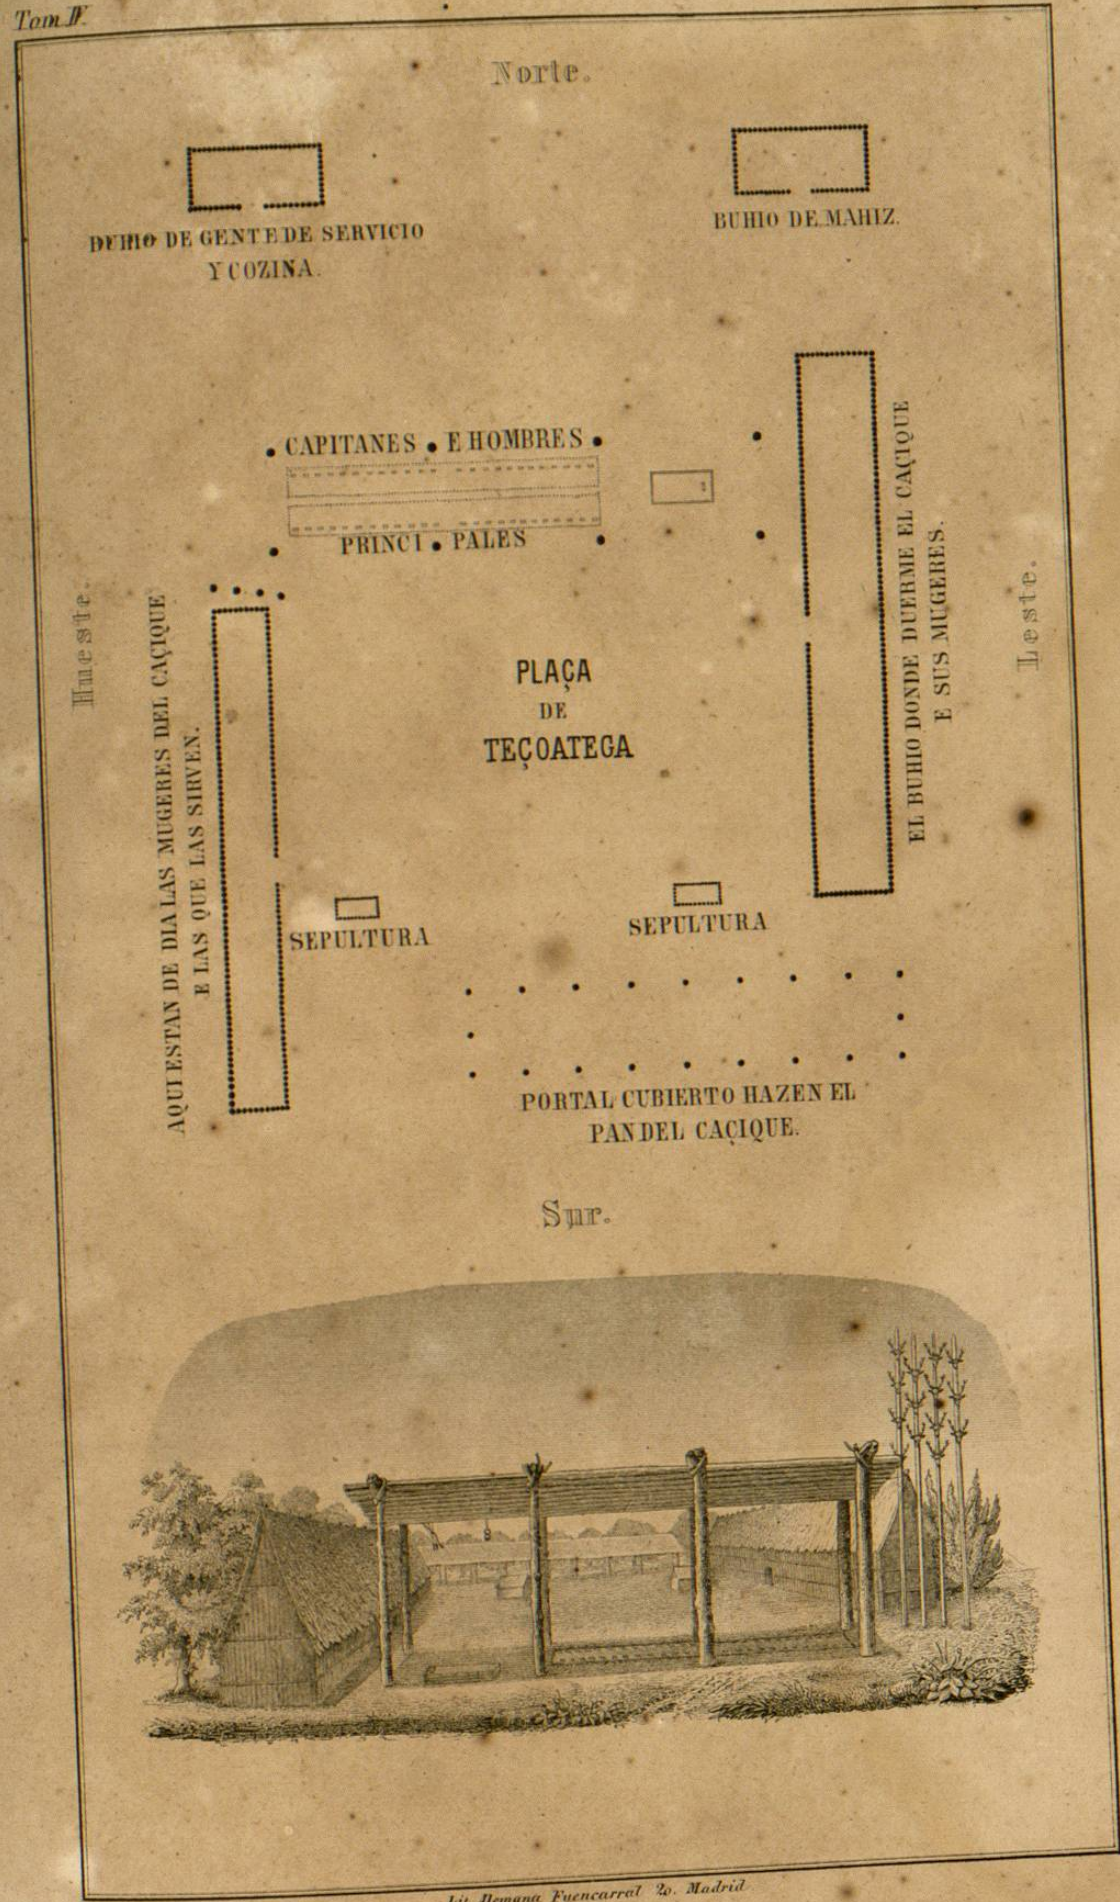 Tom IV.
Norte.
BUHIO DE GENTE DE SERVICIO
Y COZINA.
BUHIO DE MAHIZ.
CAPITANES E HOMBRES
PRINCIPALES
Hueste.
AQUI ESTAN DE DIA LAS MUGERES DEL CAÇIQUE
E LAS QUE LAS SIRVEN.
PLAÇA
DE
TEÇOATEGA
EL BUHIO DONDE DUERME EL CAÇIQUE
E SUS MUGERES.
Leste.
SEPULTURA
SEPULTURA
PORTAL CUBIERTO HAZEN EL
PAN DEL CAÇIQUE.
Sur.
Fuencarral 20. Madrid